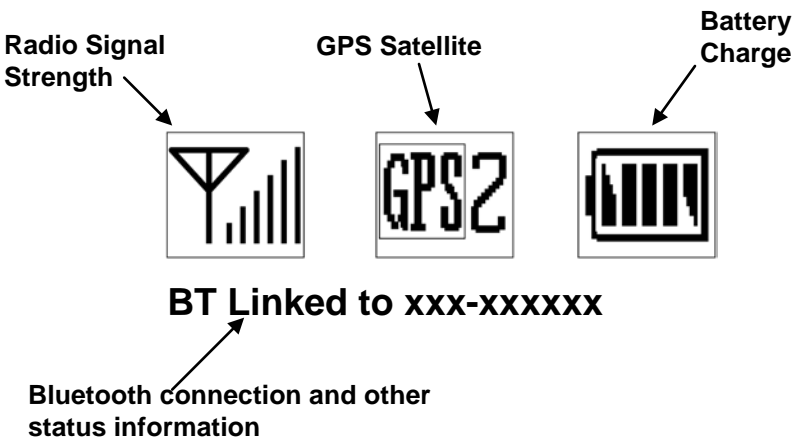 Radio Signal
Strength
GPS Satellite
Battery
Charge
GPS2
BT Linked to xxx-xxxxxx
Bluetooth connection and other
status information